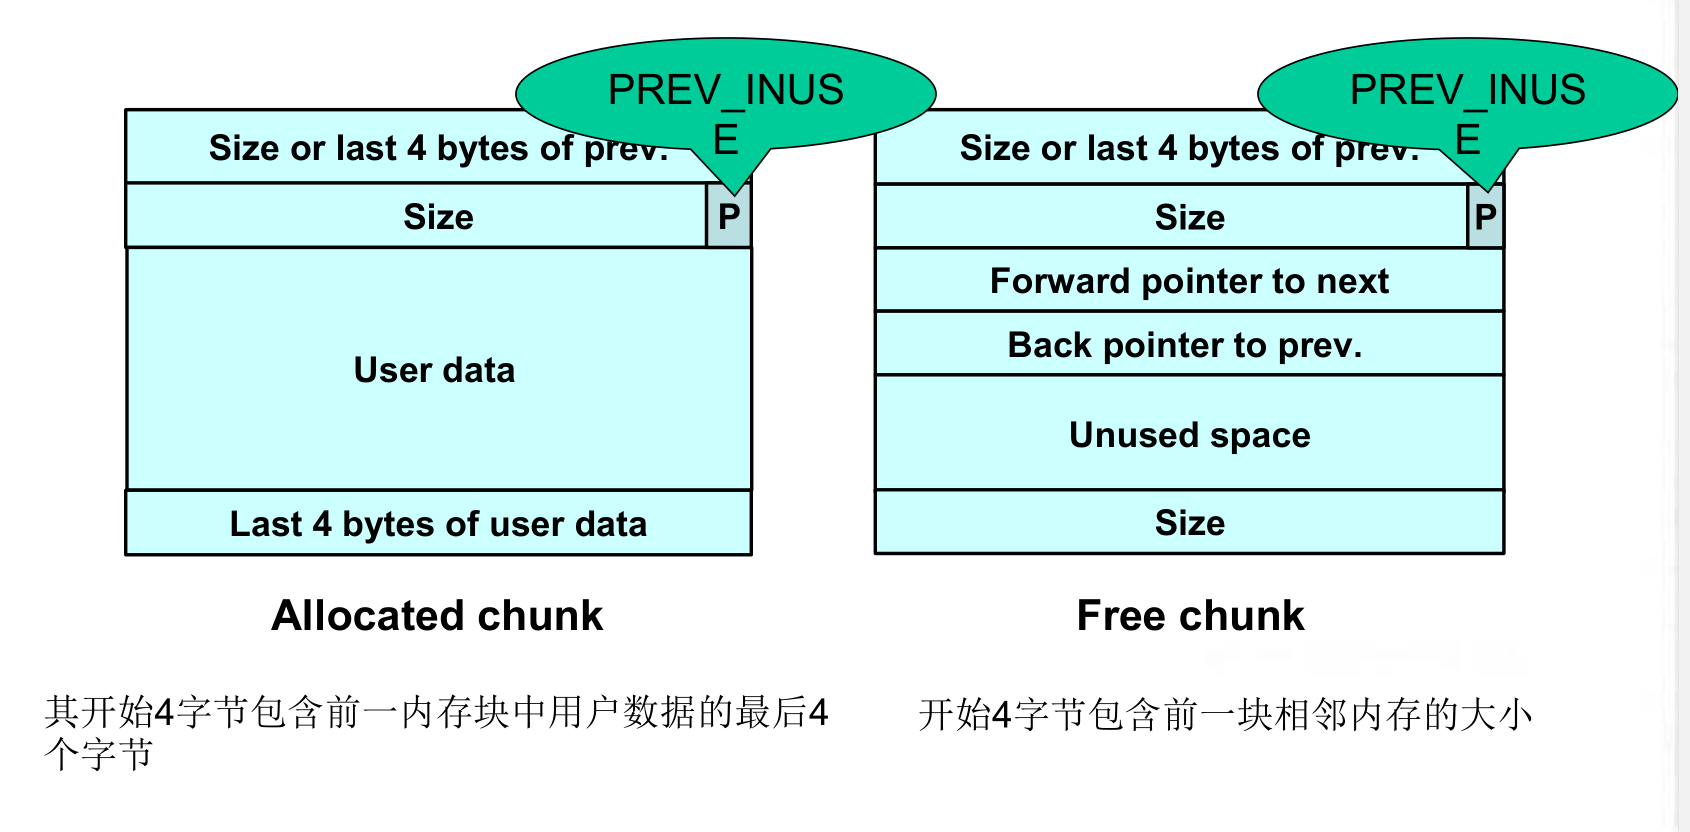 PREV_INUS
E
Size or last 4 bytes of prev.
Size
P
User data
Last 4 bytes of user data
Allocated chunk
其开始4字节包含前一内存块中用户数据的最后4
个字节
PREV_INUS
E
Size or last 4 bytes of prev.
Size
P
Forward pointer to next
Back pointer to prev.
Unused space
Size
Free chunk
开始4字节包含前一块相邻内存的大小